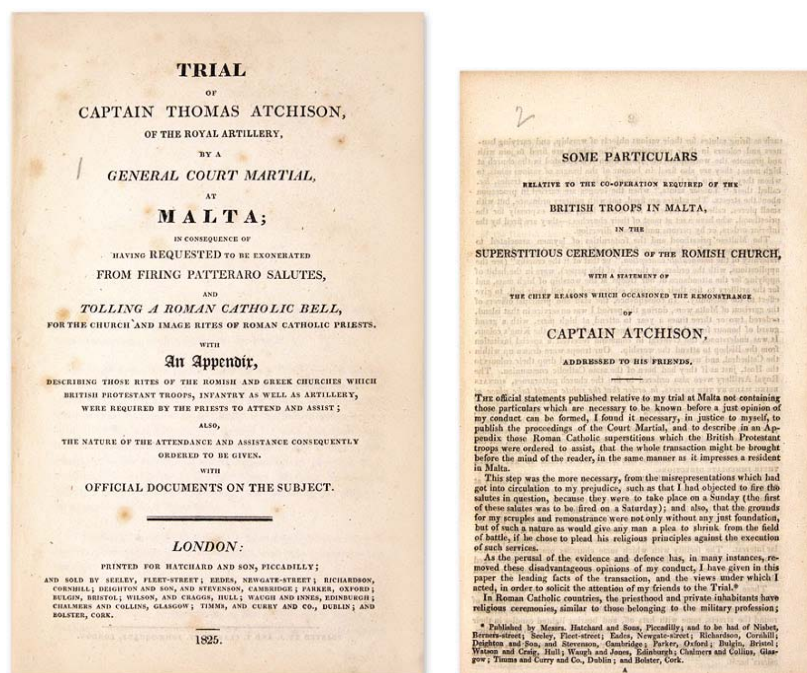 TRIAL
OF
CAPTAIN THOMAS ATCHISON,
OF THE ROYAL ARTILLERY,
BY A
GENERAL COURT MARTIAL,
AT
MALTA;
IN CONSEQUENCE OF
HAVING REQUESTED TO BE EXONERATED
FROM FIRING PATTERARO SALUTES,
AND
TOLLING A ROMAN CATHOLIC BELL,
FOR THE CHURCH AND IMAGE RITES OF ROMAN CATHOLIC PRIESTS.
WITH
An Appendix,
DESCRIBING THOSE RITES OF THE ROMISH AND GREEK CHURCHES WHICH
BRITISH PROTESTANT TROOPS, INFANTRY AS WELL AS ARTILLERY,
WERE REQUIRED BY THE PRIESTS TO ATTEND AND ASSIST;
ALSO,
THE NATURE OF THE ATTENDANCE AND ASSISTANCE CONSEQUENTLY
ORDERED TO BE GIVEN.
WITH
OFFICIAL DOCUMENTS ON THE SUBJECT.
LONDON:
PRINTED FOR HATCHARD AND SON, PICCADILLY;
AND SOLD BY SEELEY, FLEET-STREET; EEDES, NEWGATE-STREET; RICHARDSON,
CORNHILL; DEIGHTON AND SON, AND STEVENSON, CAMBRIDGE; PARKER, OXFORD;
BULGIN, BRISTOL; WILSON, AND CRAGGS, HULL; WAUGH AND INNES, EDINBURGH;
CHALMERS AND COLLINS, GLASGOW; TIMMS, AND CURRY AND CO., DUBLIN; AND
BOLSTER, CORK.
1825.
1
2
SOME PARTICULARS
RELATIVE TO THE CO-OPERATION REQUIRED OF THE
BRITISH TROOPS IN MALTA,
IN THE
SUPERSTITIOUS CEREMONIES OF THE ROMISH CHURCH,
WITH A STATEMENT OF
THE CHIEF REASONS WHICH OCCASIONED THE REMONSTRANCE
OF
CAPTAIN ATCHISON,
ADDRESSED TO HIS FRIENDS.
THE official statements published relative to my trial at Malta not containing
those particulars which are necessary to be known before a just opinion of
my conduct can be formed, I found it necessary, in justice to myself, to
publish the proceedings of the Court Martial, and to describe in an Ap-
pendix those Roman Catholic superstitions which the British Protestant
troops were ordered to assist, that the whole transaction might be brought
before the mind of the reader, in the same manner as it impresses a resident
in Malta.
This step was the more necessary, from the misrepresentations which had
got into circulation to my prejudice, such as that I had objected to fire the
salutes in question, because they were to take place on a Sunday (the first
of these salutes was to be fired on a Saturday); and also, that the grounds
for my scruples and remonstrance were not only without any just foundation,
but of such a nature as would give any man a plea to shrink from the field
of battle, if he chose to plead his religious principles against the execution
of such services.
As the perusal of the evidence and defence has, in many instances, re-
moved these disadvantageous opinions of my conduct, I have given in this
paper the leading facts of the transaction, and the views under which I
acted, in order to solicit the attention of my friends to the Trial.*
In Roman Catholic countries, the priesthood and private inhabitants have
religious ceremonies, similar to those belonging to the military profession;
* Published by Messrs. Hatchard and Sons, Piccadilly; and to be had of Nisbet,
Berners-street; Seeley, Fleet-street; Eades, Newgate-street; Richardson, Cornhill;
Deighton and Son, and Stevenson, Cambridge; Parker, Oxford; Bulgin, Bristol;
Watson and Craig, Hull; Waugh and Jones, Edinburgh; Chalmers and Collins, Glas-
gow; Timms and Curry and Co., Dublin; and Bolster, Cork.
A